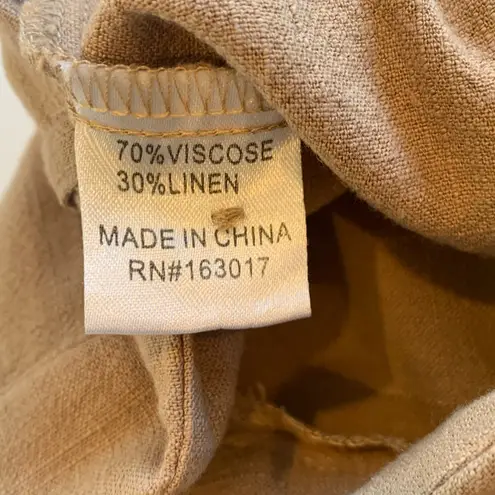 70%VISCOSE
30%LINEN
MADE IN CHINA
RN#163017